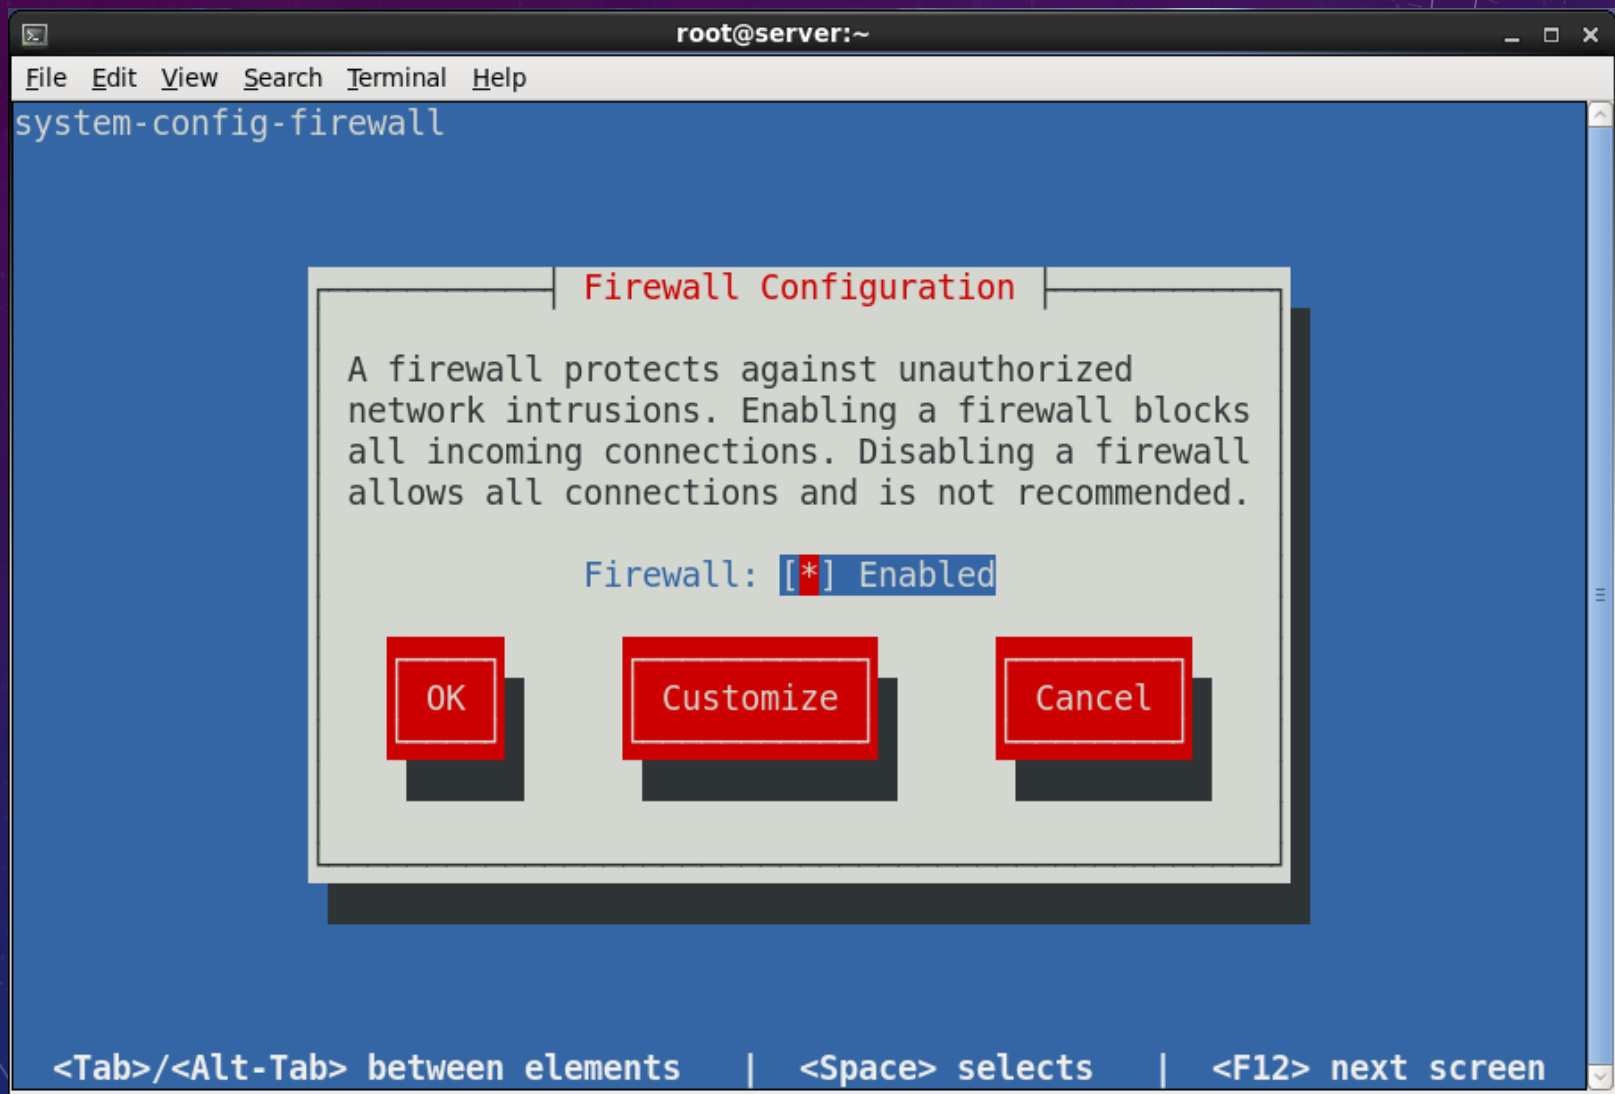 root@server:~
File Edit View Search Terminal Help
system-config-firewall
Firewall Configuration
A firewall protects against unauthorized
network intrusions. Enabling a firewall blocks
all incoming connections. Disabling a firewall
allows all connections and is not recommended.
Firewall: [*] Enabled
OK Customize Cancel
<Tab>/<Alt-Tab> between elements | <Space> selects | <F12> next screen